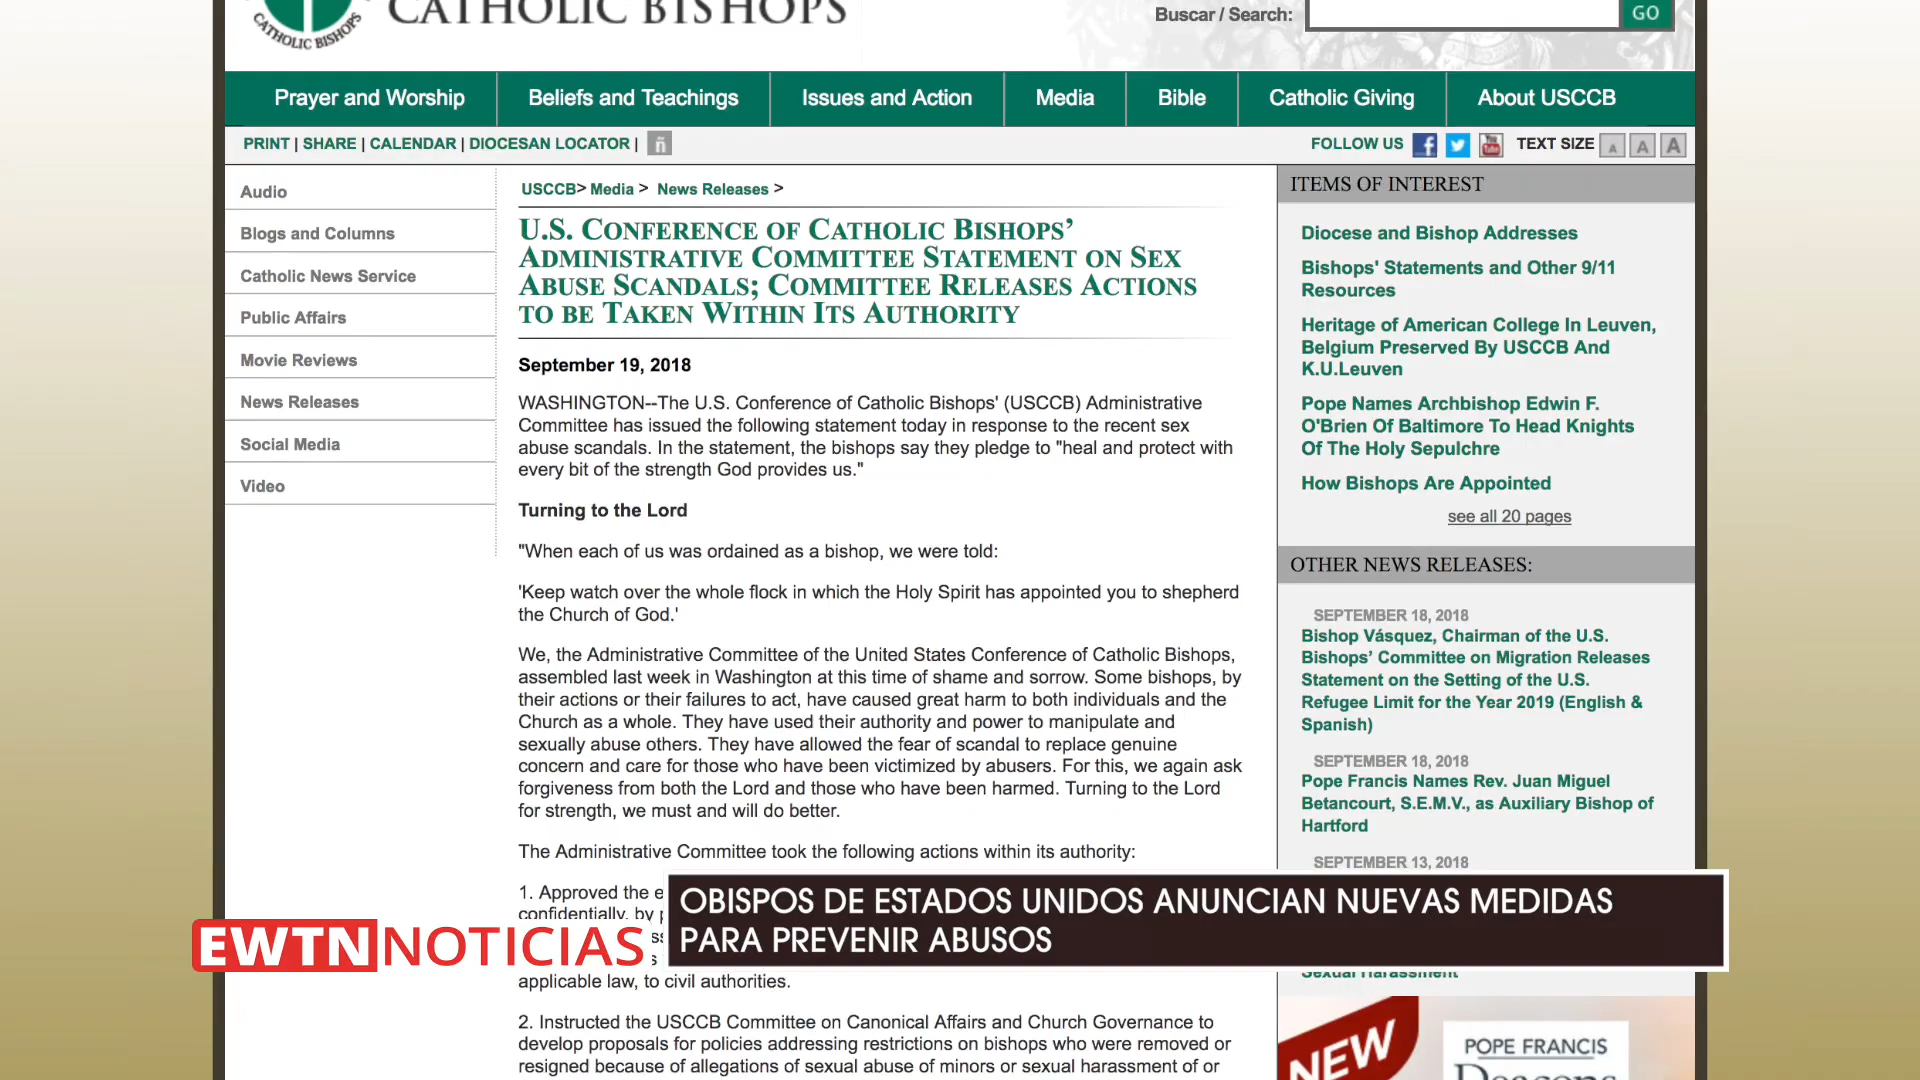 CATHOLIC BISHOPS
CATHOLIC BISHOPS
Buscar / Search:
GO
Prayer and Worship
Beliefs and Teachings
Issues and Action
Media
Bible
Catholic Giving
About USCCB
PRINT | SHARE | CALENDAR | DIOCESAN LOCATOR | ñ
FOLLOW US
TEXT SIZE A A A
Audio
Blogs and Columns
Catholic News Service
Public Affairs
Movie Reviews
News Releases
Social Media
Video
USCCB> Media > News Releases >
U.S. Conference of Catholic Bishops’
Administrative Committee Statement on Sex
Abuse Scandals; Committee Releases Actions
to be Taken Within Its Authority
September 19, 2018
WASHINGTON--The U.S. Conference of Catholic Bishops' (USCCB) Administrative
Committee has issued the following statement today in response to the recent sex
abuse scandals. In the statement, the bishops say they pledge to "heal and protect with
every bit of the strength God provides us."
Turning to the Lord
"When each of us was ordained as a bishop, we were told:
'Keep watch over the whole flock in which the Holy Spirit has appointed you to shepherd
the Church of God.'
We, the Administrative Committee of the United States Conference of Catholic Bishops,
assembled last week in Washington at this time of shame and sorrow. Some bishops, by
their actions or their failures to act, have caused great harm to both individuals and the
Church as a whole. They have used their authority and power to manipulate and
sexually abuse others. They have allowed the fear of scandal to replace genuine
concern and care for those who have been victimized by abusers. For this, we again ask
forgiveness from both the Lord and those who have been harmed. Turning to the Lord
for strength, we must and will do better.
The Administrative Committee took the following actions within its authority:
1. Approved the
confidentially, by
applicable law, to civil authorities.
2. Instructed the USCCB Committee on Canonical Affairs and Church Governance to
develop proposals for policies addressing restrictions on bishops who were removed or
resigned because of allegations of sexual abuse of minors or sexual harassment of or
ITEMS OF INTEREST
Diocese and Bishop Addresses
Bishops' Statements and Other 9/11
Resources
Heritage of American College In Leuven,
Belgium Preserved By USCCB And
K.U.Leuven
Pope Names Archbishop Edwin F.
O'Brien Of Baltimore To Head Knights
Of The Holy Sepulchre
How Bishops Are Appointed
see all 20 pages
OTHER NEWS RELEASES:
SEPTEMBER 18, 2018
Bishop Vásquez, Chairman of the U.S.
Bishops’ Committee on Migration Releases
Statement on the Setting of the U.S.
Refugee Limit for the Year 2019 (English &
Spanish)
SEPTEMBER 18, 2018
Pope Francis Names Rev. Juan Miguel
Betancourt, S.E.M.V., as Auxiliary Bishop of
Hartford
SEPTEMBER 13, 2018
Sexual Harassment
NEW
POPE FRANCIS
Deacons
EWTN NOTICIAS
OBISPOS DE ESTADOS UNIDOS ANUNCIAN NUEVAS MEDIDAS
PARA PREVENIR ABUSOS